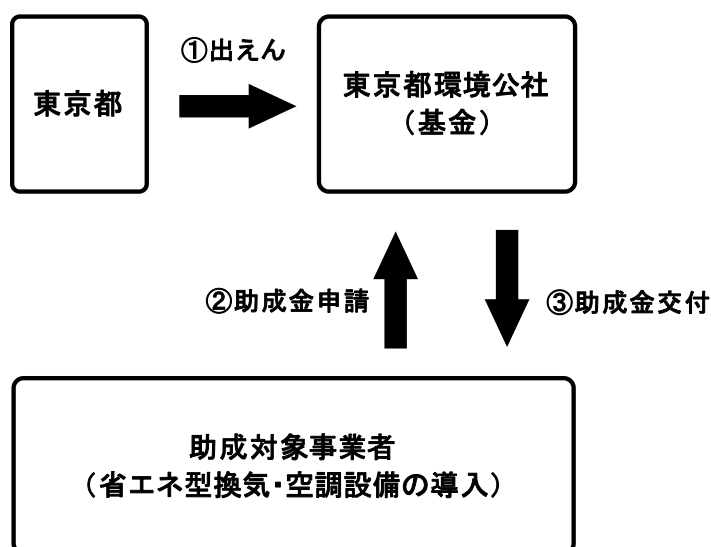 ①出えん
東京都
東京都環境公社
（基金）
②助成金申請
③助成金交付
助成対象事業者
（省エネ型換気・空調設備の導入）